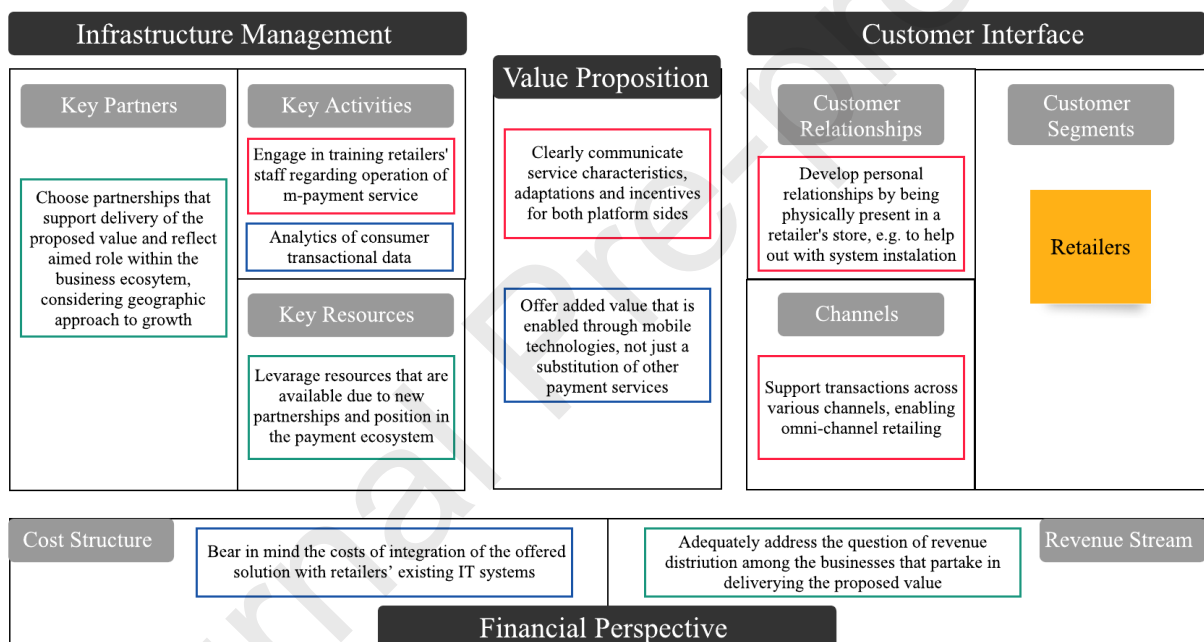 Infrastructure Management
Customer Interface
Value Proposition
Key Partners
Choose partnerships that
support delivery of the
proposed value and reflect
aimed role within the
business ecosytem,
considering geographic
approach to growth
Key Activities
Engage in training retailers'
staff regarding operation of
m-payment service
Analytics of consumer
transactional data
Key Resources
Levarage resources that are
available due to new
partnerships and position in
the payment ecosystem
Clearly communicate
service characteristics,
adaptations and incentives
for both platform sides
Offer added value that is
enabled through mobile
technologies, not just a
substitution of other
payment services
Customer
Relationships
Develop personal
relationships by being
physically present in a
retailer's store, e.g. to help
out with system instalation
Channels
Support transactions across
various channels, enabling
omni-channel retailing
Customer
Segments
Retailers
Cost Structure
Bear in mind the costs of integration of the offered
solution with retailers’ existing IT systems
Adequately address the question of revenue
distriution among the businesses that partake in
deliverying the proposed value
Revenue Stream
Financial Perspective
rnal Pre-pr